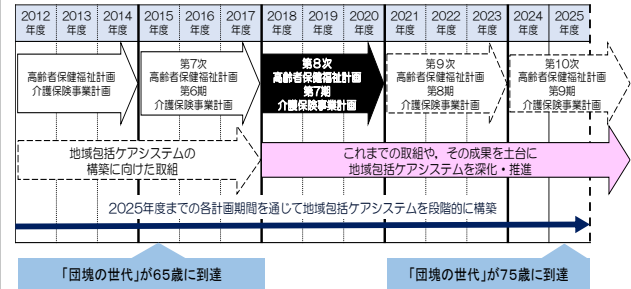 2012 2013 2014 2015 2016 2017 2018 2019 2020 2021 2022 2023 2024 2025
年度 年度 年度 年度 年度 年度 年度 年度 年度 年度 年度 年度 年度 年度
高齢者保健福祉計画
介護保険事業計画
第7次
高齢者保健福祉計画
第6期
介護保険事業計画
第8次
高齢者保健福祉計画
第7期
介護保険事業計画
第9次
高齢者保健福祉計画
第8期
介護保険事業計画
第10次
高齢者保健福祉計画
第9期
介護保険事業計画
地域包括ケアシステムの
構築に向けた取組
これまでの取組や，その成果を土台に
地域包括ケアシステムを深化・推進
2025年度までの各計画期間を通じて地域包括ケアシステムを段階的に構築
「団塊の世代」が65歳に到達
「団塊の世代」が75歳に到達